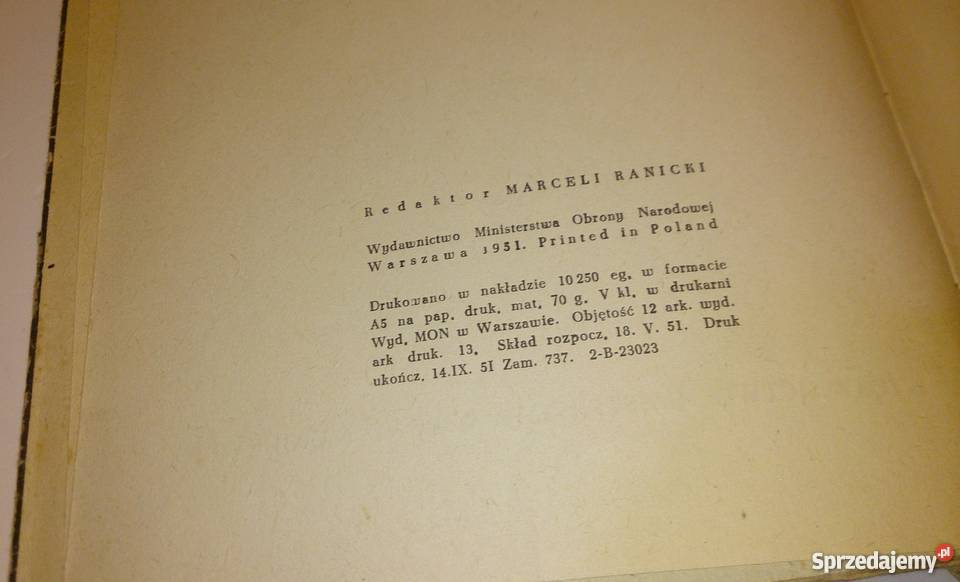 Redaktor MARCELI RANICKI
Wydawnictwo Ministerstwa Obrony Narodowej
Warszawa 1951. Printed in Poland
Drukowano w nakładzie 10 250 eg. w formacie
A5 na pap. druk. mat. 70 g. V kl. w drukarni
Wyd. MON w Warszawie. Objętość 12 ark. wyd.
ark druk. 13. Skład rozpocz. 18. V. 51. Druk
ukończ. 14.IX. 5I Zam. 737. 2-B-23023
Sprzedajemy.pl